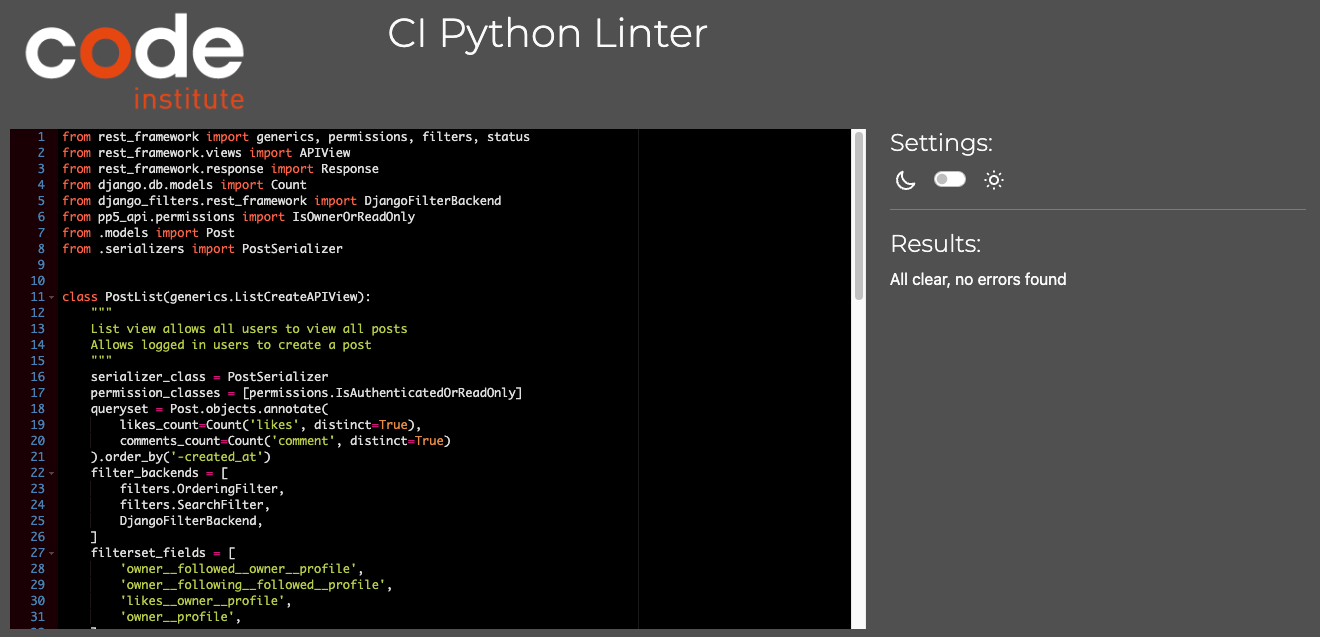 code
institute
CI Python Linter
1 from rest_framework import generics, permissions, filters, status
2 from rest_framework.views import APIView
3 from rest_framework.response import Response
4 from django.db.models import Count
5 from django_filters.rest_framework import DjangoFilterBackend
6 from pp5_api.permissions import IsOwnerOrReadOnly
7 from .models import Post
8 from .serializers import PostSerializer
9
10
11 class PostList(generics.ListCreateAPIView):
12     """
13     List view allows all users to view all posts
14     Allows logged in users to create a post
15     """
16     serializer_class = PostSerializer
17     permission_classes = [permissions.IsAuthenticatedOrReadOnly]
18     queryset = Post.objects.annotate(
19         likes_count=Count('likes', distinct=True),
20         comments_count=Count('comment', distinct=True)
21     ).order_by('-created_at')
22     filter_backends = [
23         filters.OrderingFilter,
24         filters.SearchFilter,
25         DjangoFilterBackend,
26     ]
27     filterset_fields = [
28         'owner__followed__owner__profile',
29         'owner__following__followed__profile',
30         'likes__owner__profile',
31         'owner__profile',
Settings:
Results:
All clear, no errors found